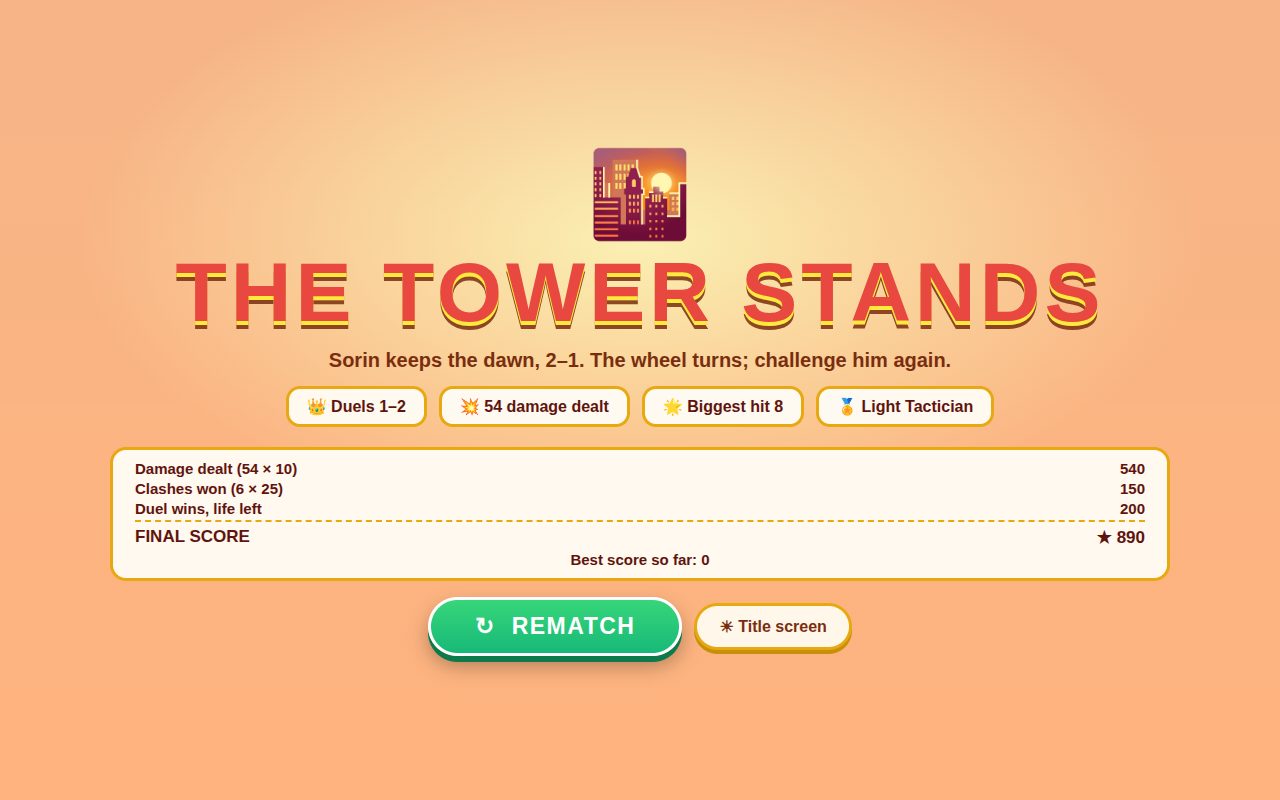 THE TOWER STANDS
Sorin keeps the dawn, 2–1. The wheel turns; challenge him again.
👑 Duels 1–2
💥 54 damage dealt
🌟 Biggest hit 8
🏅 Light Tactician
Damage dealt (54 × 10) 540
Clashes won (6 × 25) 150
Duel wins, life left 200
FINAL SCORE ★ 890
Best score so far: 0
↻ REMATCH
☀ Title screen